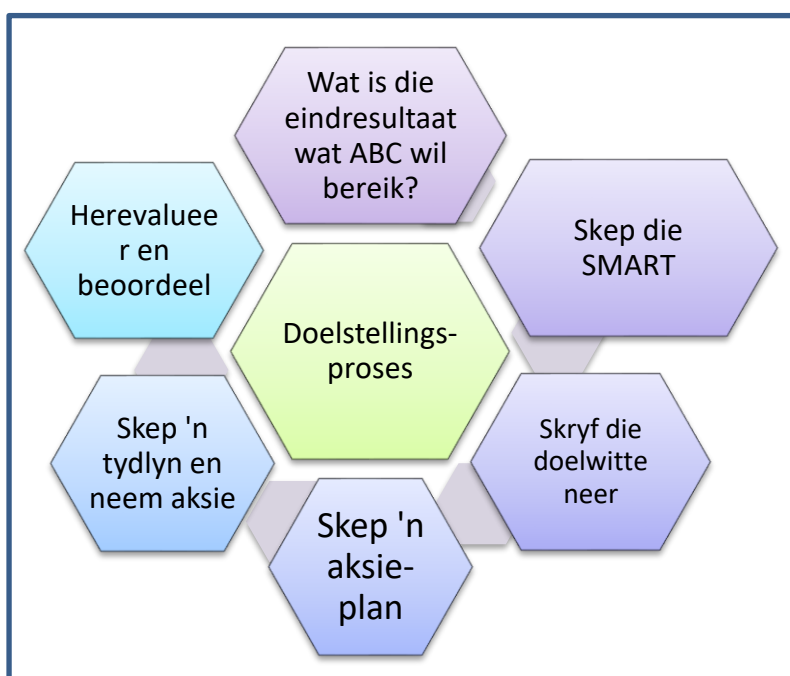 Wat is die
eindresultaat
wat ABC wil
bereik?
Skep die
SMART
Skryf die
doelwitte
neer
Skep 'n
aksie-
plan
Skep 'n
tydlyn en
neem aksie
Herevaluee
r en
beoordeel
Doelstellings-
proses